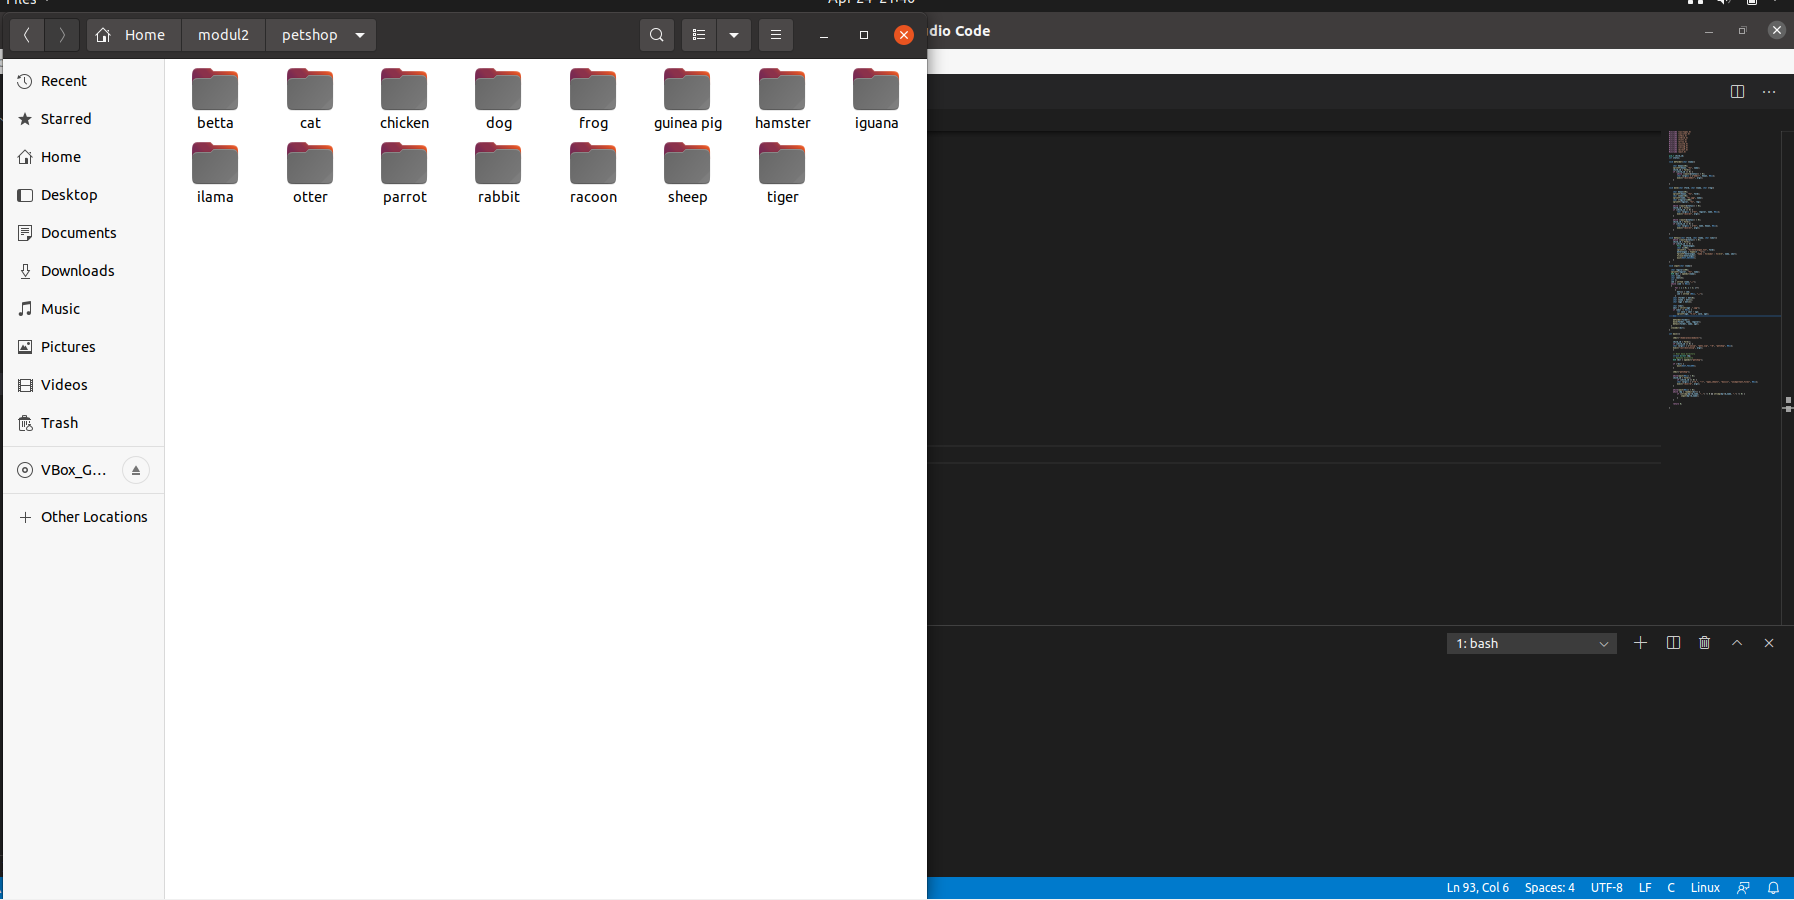 Files
Apr 24 21:40
Home modul2 petshop
dio Code
Recent
Starred
Home
Desktop
Documents
Downloads
Music
Pictures
Videos
Trash
VBox_G...
Other Locations
betta cat chicken dog frog guinea pig hamster iguana
ilama otter parrot rabbit racoon sheep tiger
1: bash
Ln 93, Col 6 Spaces: 4 UTF-8 LF C Linux